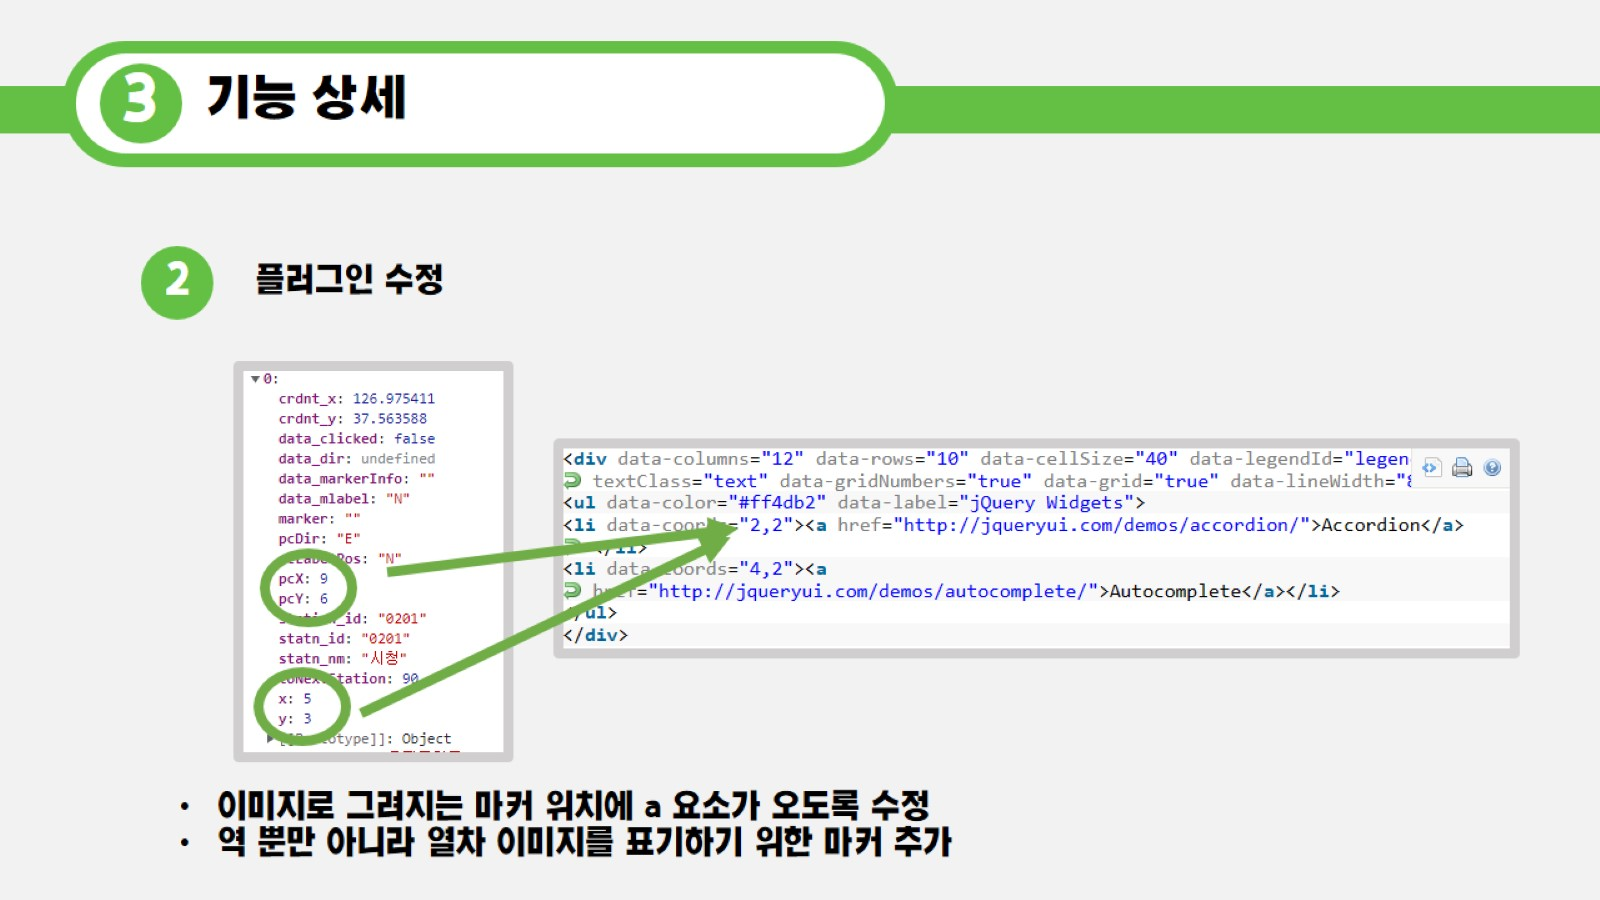 3 기능 상세
2 플러그인 수정
▼0:
crdnt_x: 126.975411
crdnt_y: 37.563588
data_clicked: false
data_dir: undefined
data_markerInfo: ""
data_mlabel: "N"
marker: ""
pcDir: "E"
Pos: "N"
pcX: 9
pcY: 6
_id: "0201"
statn_id: "0201"
statn_nm: "시청"
tation: 90
x: 5
y: 3
otype]]: Object
<div data-columns="12" data-rows="10" data-cellSize="40" data-legendId="legen
textClass="text" data-gridNumbers="true" data-grid="true" data-lineWidth="8
<ul data-color="#ff4db2" data-label="jQuery Widgets">
<li data-coords="2,2"><a href="http://jqueryui.com/demos/accordion/">Accordion</a>
</li>
<li data-coords="4,2"><a
href="http://jqueryui.com/demos/autocomplete/">Autocomplete</a></li>
</ul>
</div>
• 이미지로 그려지는 마커 위치에 a 요소가 오도록 수정
• 역 뿐만 아니라 열차 이미지를 표기하기 위한 마커 추가